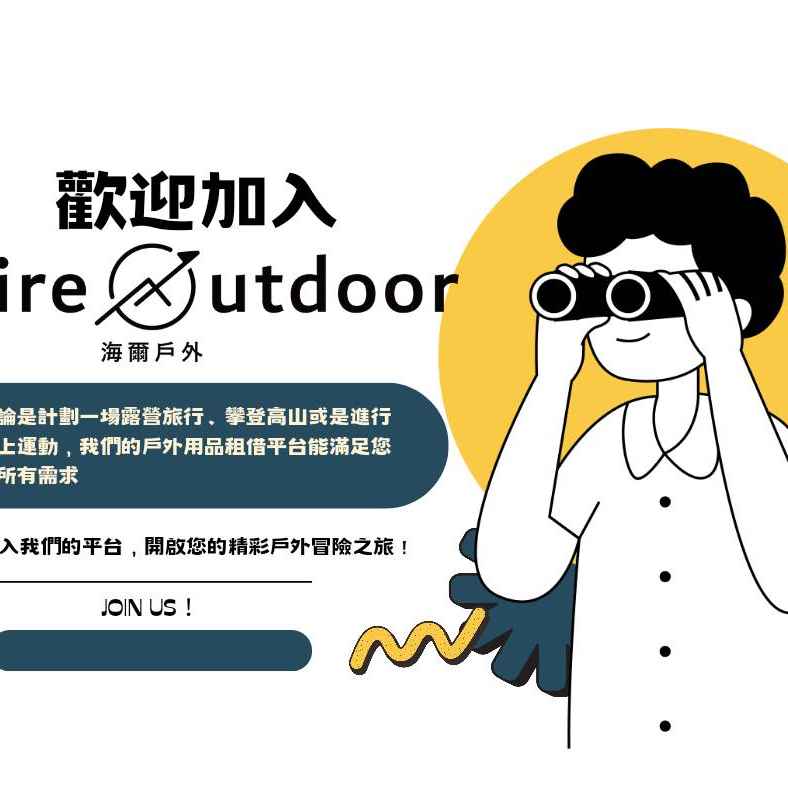 歡迎加入
ire Outdoor
海爾戶外
論是計劃一場露營旅行、攀登高山或是進行
上運動，我們的戶外用品租借平台能滿足您
所有需求
入我們的平台，開啟您的精彩戶外冒險之旅！
JOIN US！